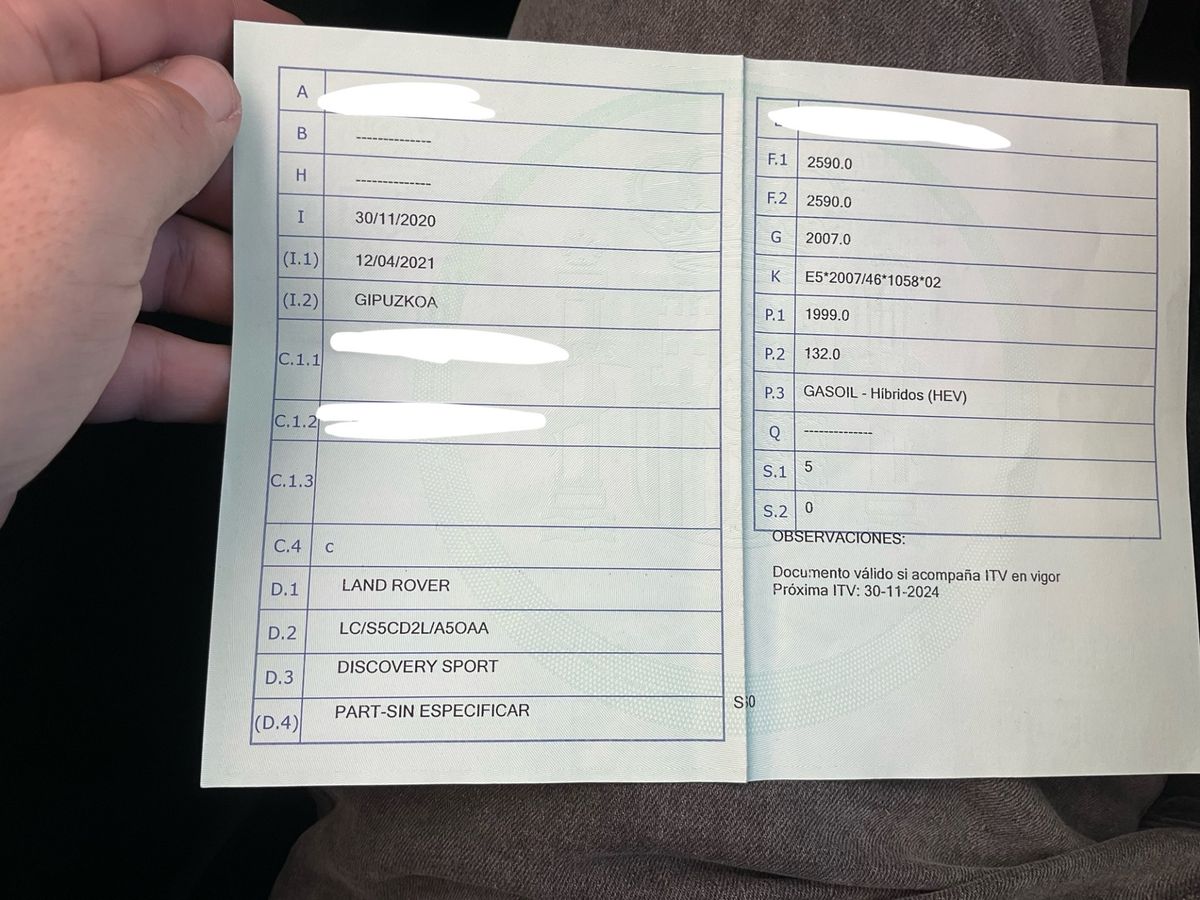 A
B --------------
H --------------
I 30/11/2020
(I.1) 12/04/2021
(I.2) GIPUZKOA
C.1.1
C.1.2
C.1.3
C.4 c
D.1 LAND ROVER
D.2 LC/S5CD2L/A5OAA
D.3 DISCOVERY SPORT
(D.4) PART-SIN ESPECIFICAR
F.1 2590.0
F.2 2590.0
G 2007.0
K E5*2007/46*1058*02
P.1 1999.0
P.2 132.0
P.3 GASOIL - Híbridos (HEV)
Q --------------
S.1 5
S.2 0
OBSERVACIONES:
Documento válido si acompaña ITV en vigor
Próxima ITV: 30-11-2024